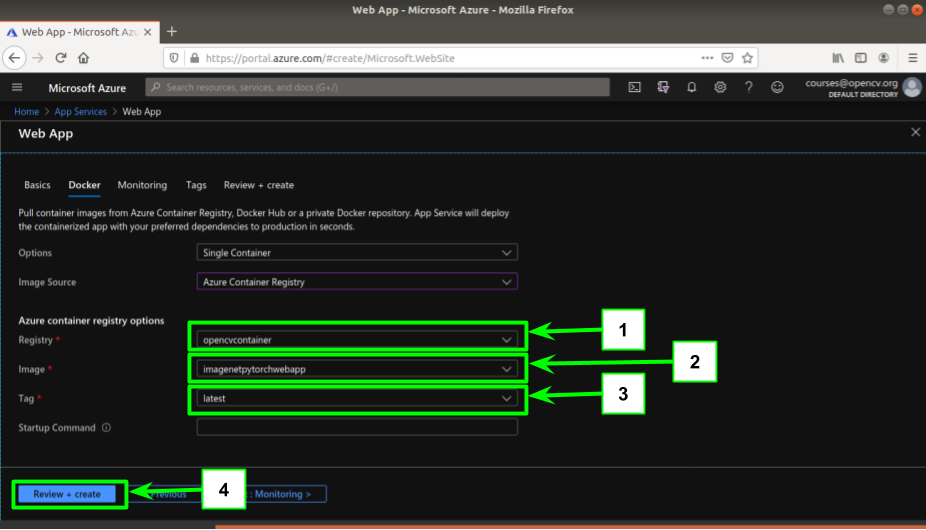 Web App - Microsoft Azure - Mozilla Firefox
Web App - Microsoft Azu
https://portal.azure.com/#create/Microsoft.WebSite
Microsoft Azure
Search resources, services, and docs (G+/)
courses@opencv.org
DEFAULT DIRECTORY
Home > App Services > Web App
Web App
Basics Docker Monitoring Tags Review + create
Pull container images from Azure Container Registry, Docker Hub or a private Docker repository. App Service will deploy
the containerized app with your preferred dependencies to production in seconds.
Options Single Container
Image Source Azure Container Registry
Azure container registry options
Registry * opencvcontainer 1
Image * imagenetpytorchwebapp 2
Tag * latest 3
Startup Command
Review + create 4 Previous : Monitoring >